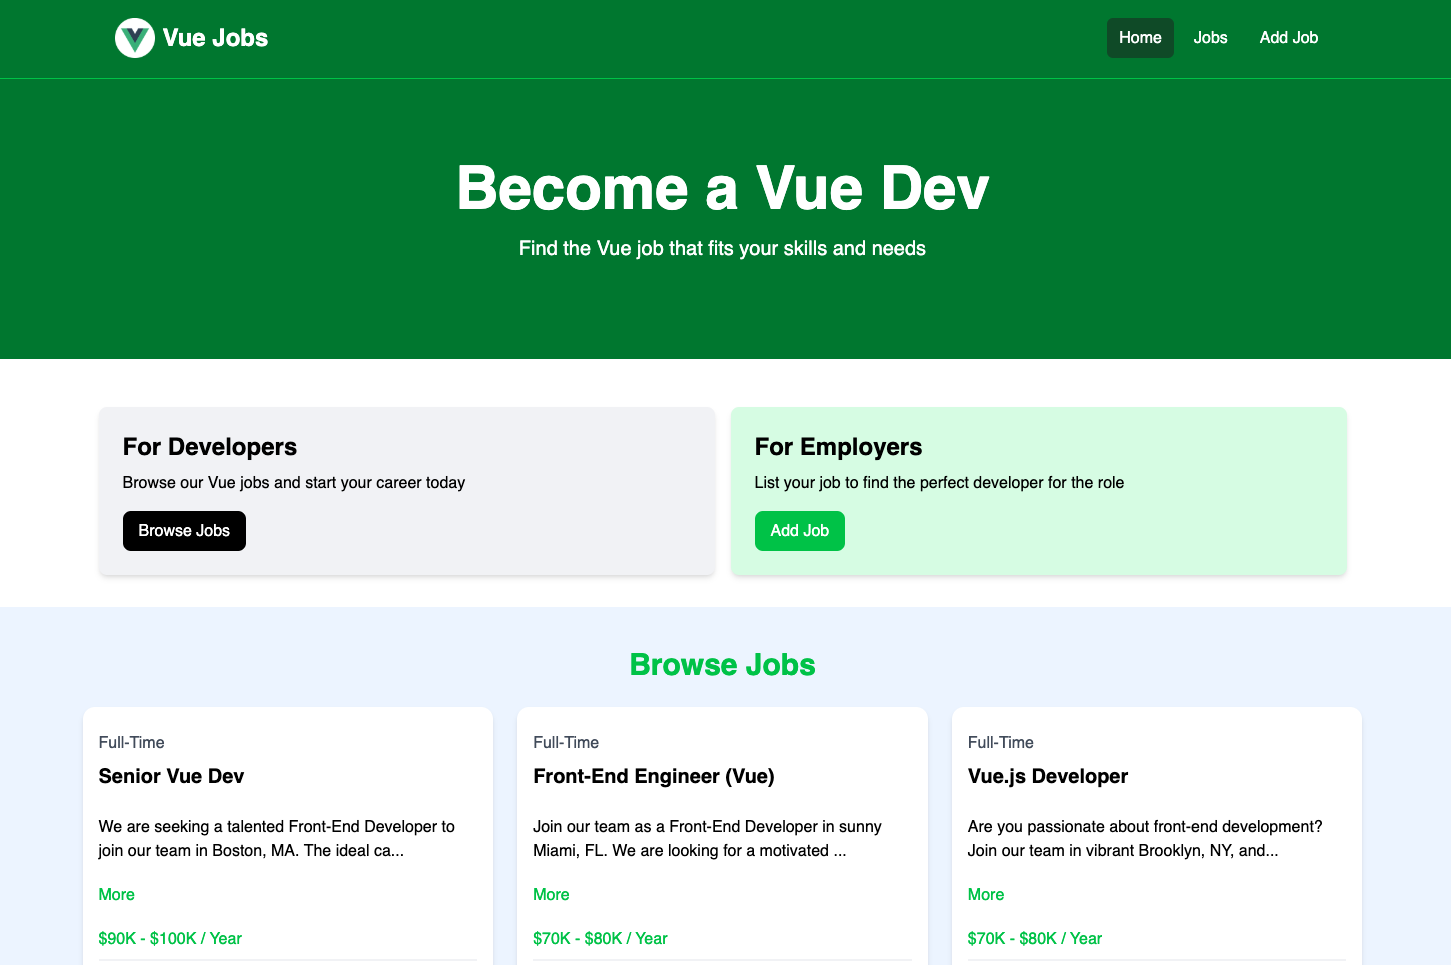 Vue Jobs
Home
Jobs
Add Job
Become a Vue Dev
Find the Vue job that fits your skills and needs
For Developers
Browse our Vue jobs and start your career today
Browse Jobs
For Employers
List your job to find the perfect developer for the role
Add Job
Browse Jobs
Full-Time
Senior Vue Dev
We are seeking a talented Front-End Developer to
join our team in Boston, MA. The ideal ca...
More
$90K - $100K / Year
Full-Time
Front-End Engineer (Vue)
Join our team as a Front-End Developer in sunny
Miami, FL. We are looking for a motivated ...
More
$70K - $80K / Year
Full-Time
Vue.js Developer
Are you passionate about front-end development?
Join our team in vibrant Brooklyn, NY, and...
More
$70K - $80K / Year